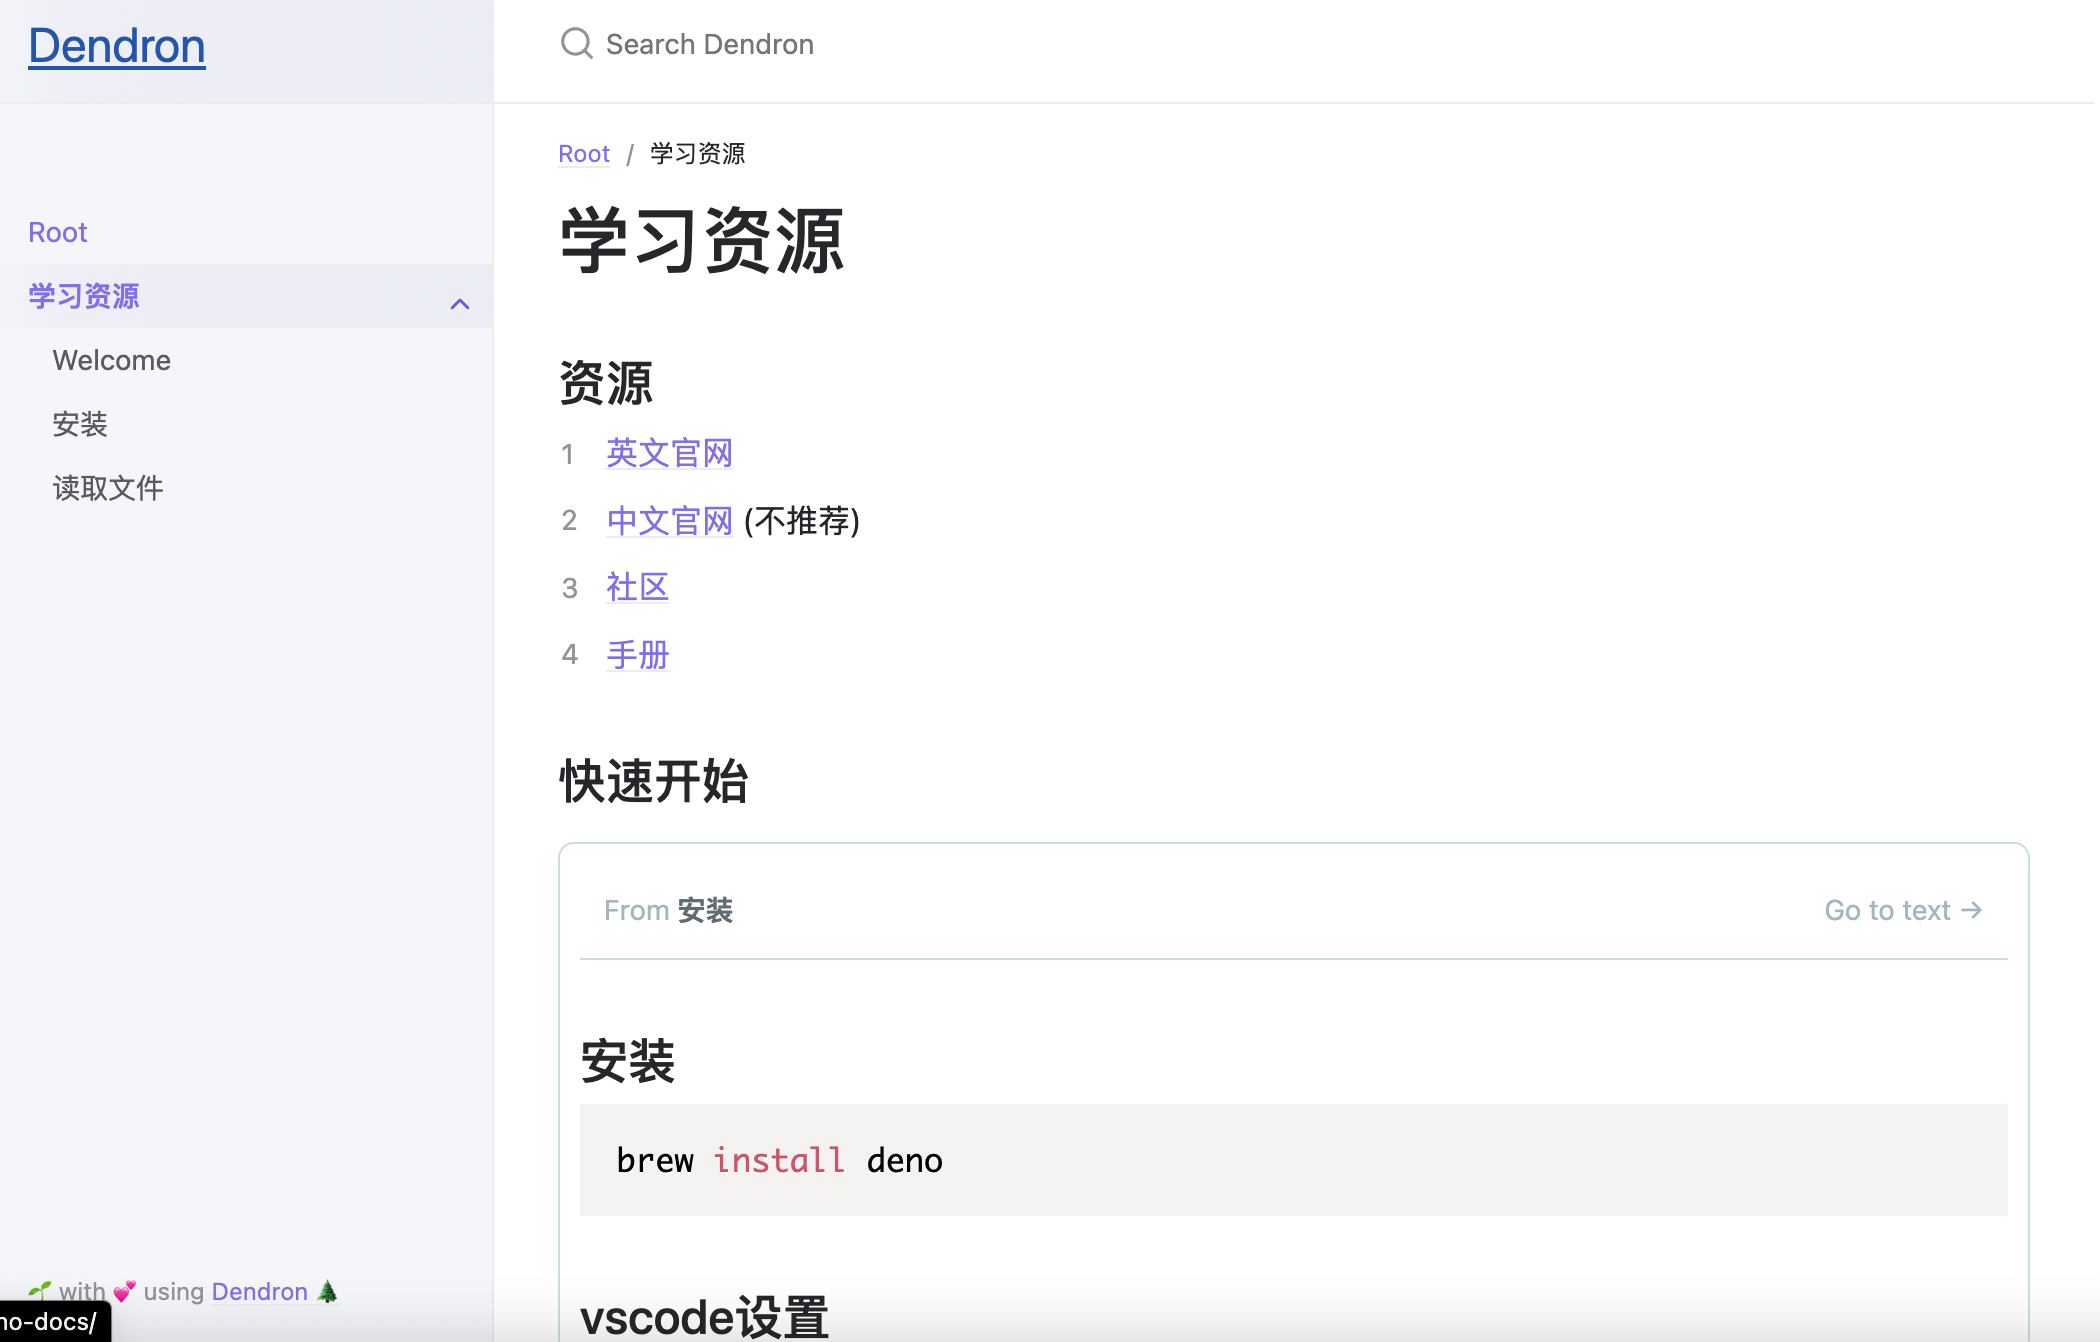 Dendron
Search Dendron
Root
学习资源
Welcome
安装
读取文件
🌱 with 💕 using Dendron 🌲
no-docs/
Root / 学习资源
学习资源
资源
1 英文官网
2 中文官网 (不推荐)
3 社区
4 手册
快速开始
From 安装 Go to text →
安装
brew install deno
vscode设置